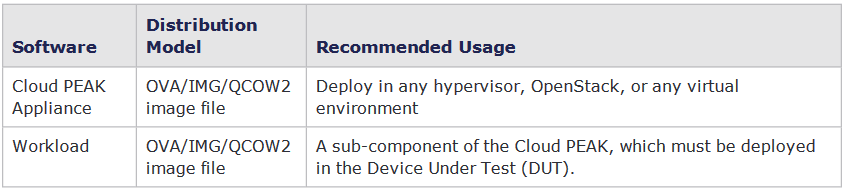 Software
Distribution
Model
Recommended Usage
Cloud PEAK
Appliance
OVA/IMG/QCOW2
image file
Deploy in any hypervisor, OpenStack, or any virtual
environment
Workload
OVA/IMG/QCOW2
image file
A sub-component of the Cloud PEAK, which must be deployed
in the Device Under Test (DUT).